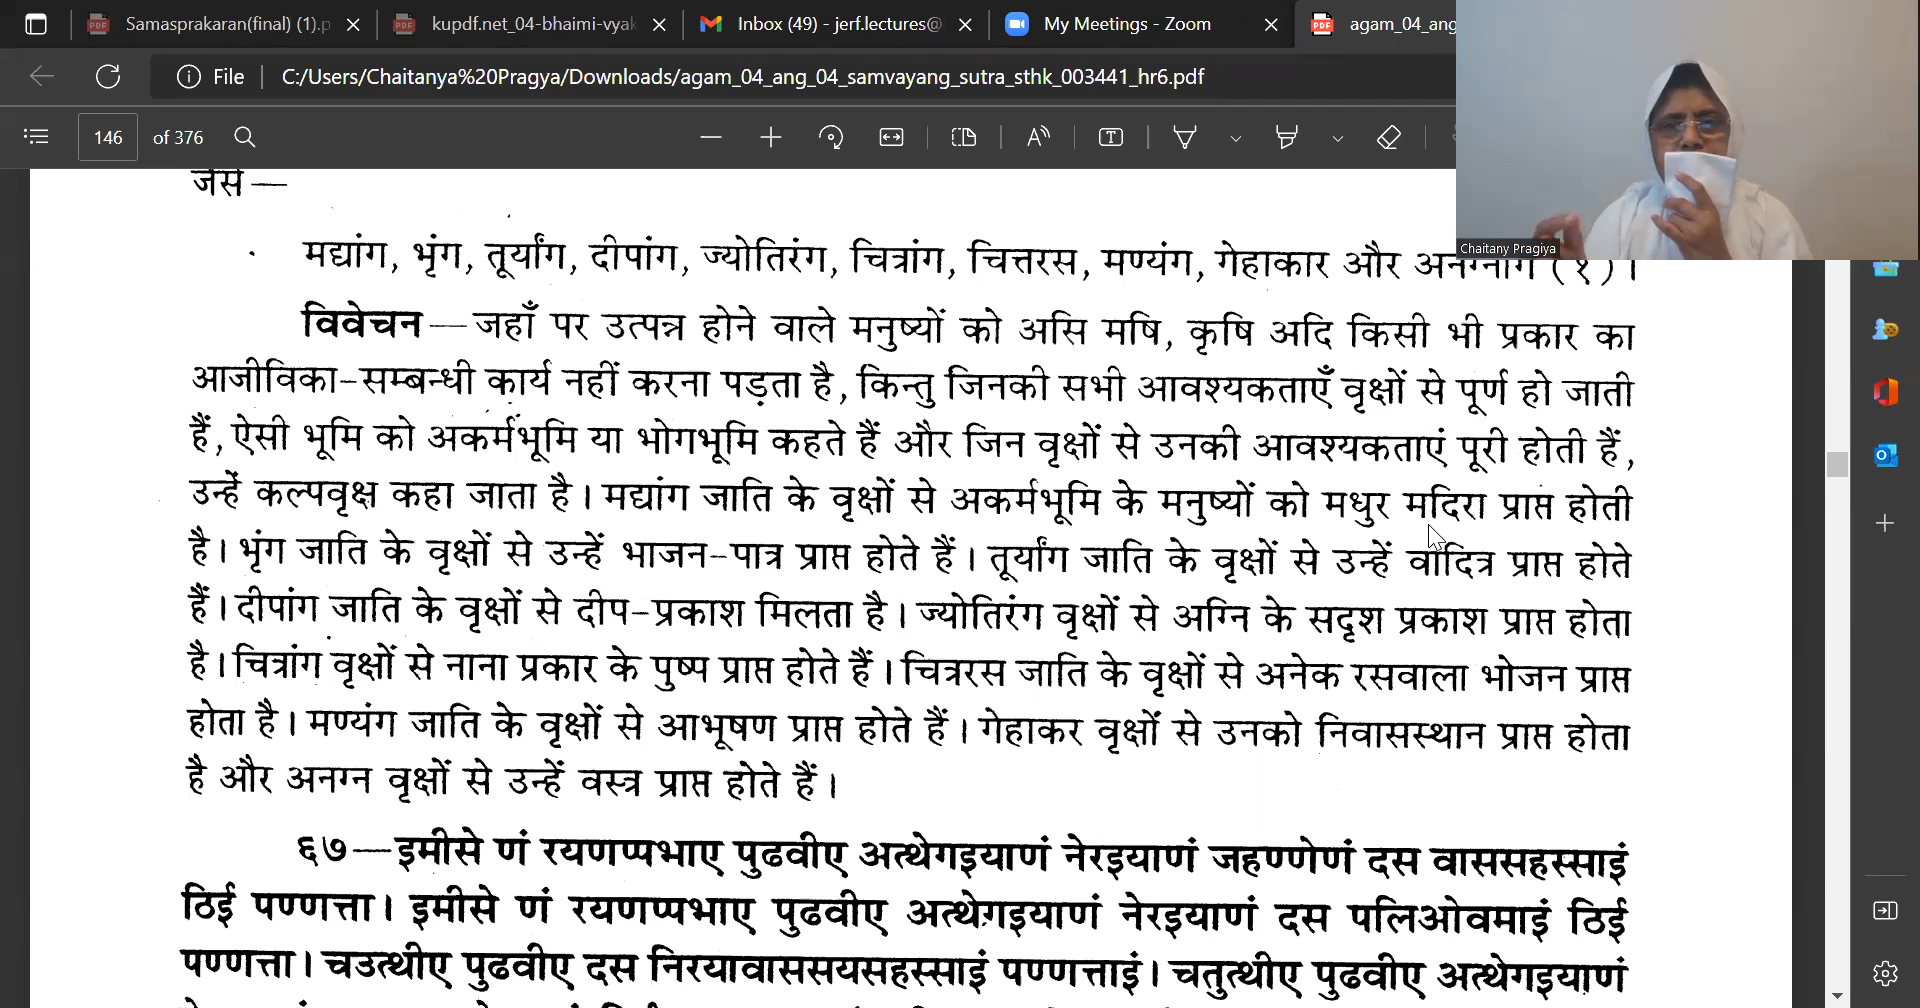 Samasprakaran(final) (1).p
kupdf.net_04-bhaimi-vyak
Inbox (49) - jerf.lectures@
My Meetings - Zoom
agam_04_ang
File
C:/Users/Chaitanya%20Pragya/Downloads/agam_04_ang_04_samvayang_sutra_sthk_003441_hr6.pdf
146 of 376
Chaitany Pragiya
जैसे —
मद्यांग, भृंग, तूर्यांग, दीपांग, ज्योतिरंग, चित्रांग, चित्तरस, मण्यंग, गेहाकार और अनग्नांग (१)।
विवेचन—जहाँ पर उत्पन्न होने वाले मनुष्यों को असि मषि, कृषि अदि किसी भी प्रकार का
आजीविका-सम्बन्धी कार्य नहीं करना पड़ता है, किन्तु जिनकी सभी आवश्यकताएँ वृक्षों से पूर्ण हो जाती
हैं, ऐसी भूमि को अकर्मभूमि या भोगभूमि कहते हैं और जिन वृक्षों से उनकी आवश्यकताएं पूरी होती हैं,
उन्हें कल्पवृक्ष कहा जाता है। मद्यांग जाति के वृक्षों से अकर्मभूमि के मनुष्यों को मधुर मदिरा प्राप्त होती
है। भृंग जाति के वृक्षों से उन्हें भाजन-पात्र प्राप्त होते हैं। तूर्यांग जाति के वृक्षों से उन्हें वादित्र प्राप्त होते
हैं। दीपांग जाति के वृक्षों से दीप-प्रकाश मिलता है। ज्योतिरंग वृक्षों से अग्नि के सदृश प्रकाश प्राप्त होता
है। चित्रांग वृक्षों से नाना प्रकार के पुष्प प्राप्त होते हैं। चित्ररस जाति के वृक्षों से अनेक रसवाला भोजन प्राप्त
होता है। मण्यंग जाति के वृक्षों से आभूषण प्राप्त होते हैं। गेहाकर वृक्षों से उनको निवासस्थान प्राप्त होता
है और अनग्न वृक्षों से उन्हें वस्त्र प्राप्त होते हैं।
६७—इमीसे णं रयणप्पभाए पुढवीए अत्थेगइयाणं नेरइयाणं जहण्णेणं दस वाससहस्साइं
ठिई पण्णत्ता। इमीसे णं रयणप्पभाए पुढवीए अत्थेगइयाणं नेरइयाणं दस पलिओवमाइं ठिई
पण्णत्ता। चउत्थीए पुढवीए दस निरयावाससयसहस्साइं पण्णत्ताइं। चतुत्थीए पुढवीए अत्थेगइयाणं